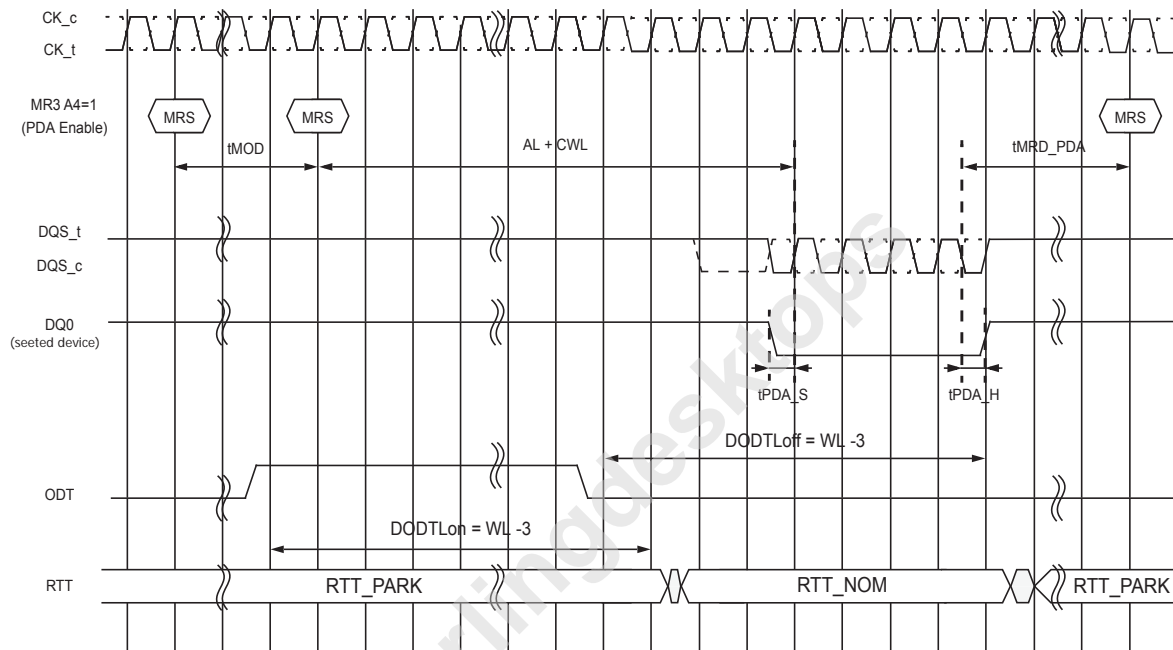 CK_c
CK_t
MR3 A4=1
(PDA Enable)
MRS
MRS
MRS
tMOD
AL + CWL
tMRD_PDA
DQS_t
DQS_c
DQ0
(seeted device)
tPDA_S
tPDA_H
DODTLoff = WL -3
ODT
DODTLon = WL -3
RTT
RTT_PARK
RTT_NOM
RTT_PARK
rlingdesktops